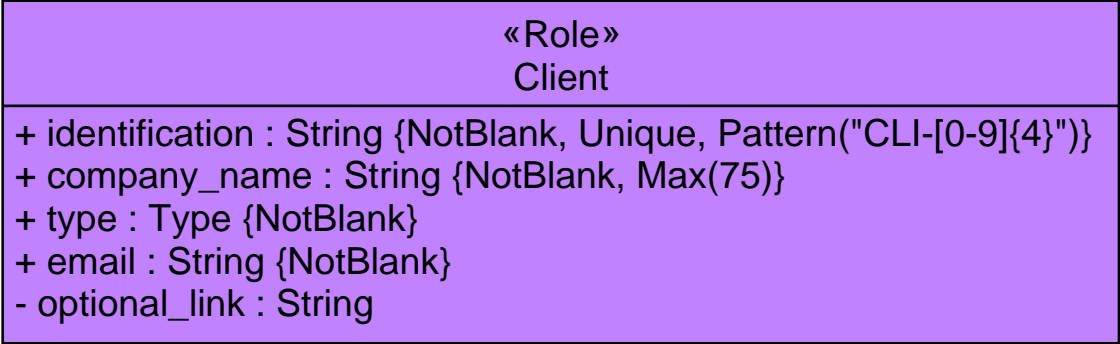 «Role»
Client
+ identification : String {NotBlank, Unique, Pattern("CLI-[0-9]{4}")}
+ company_name : String {NotBlank, Max(75)}
+ type : Type {NotBlank}
+ email : String {NotBlank}
- optional_link : String